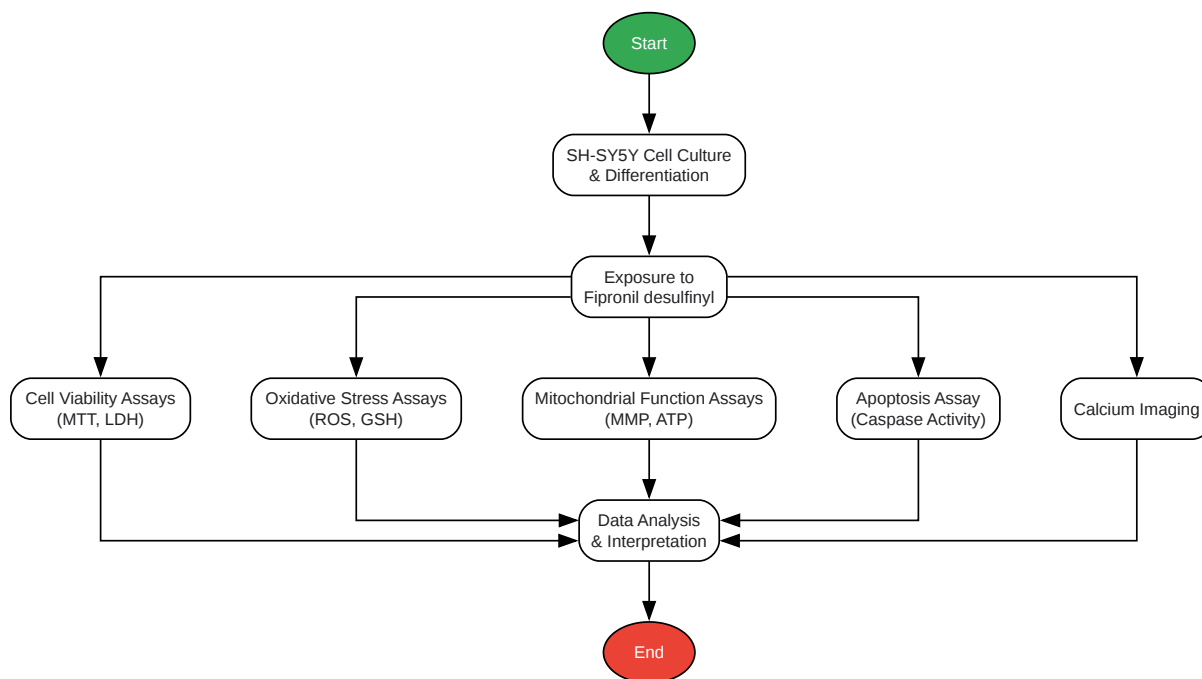 Start
SH-SY5Y Cell Culture
& Differentiation
Exposure to
Fipronil desulfinyl
Cell Viability Assays
(MTT, LDH)
Oxidative Stress Assays
(ROS, GSH)
Mitochondrial Function Assays
(MMP, ATP)
Apoptosis Assay
(Caspase Activity)
Calcium Imaging
Data Analysis
& Interpretation
End